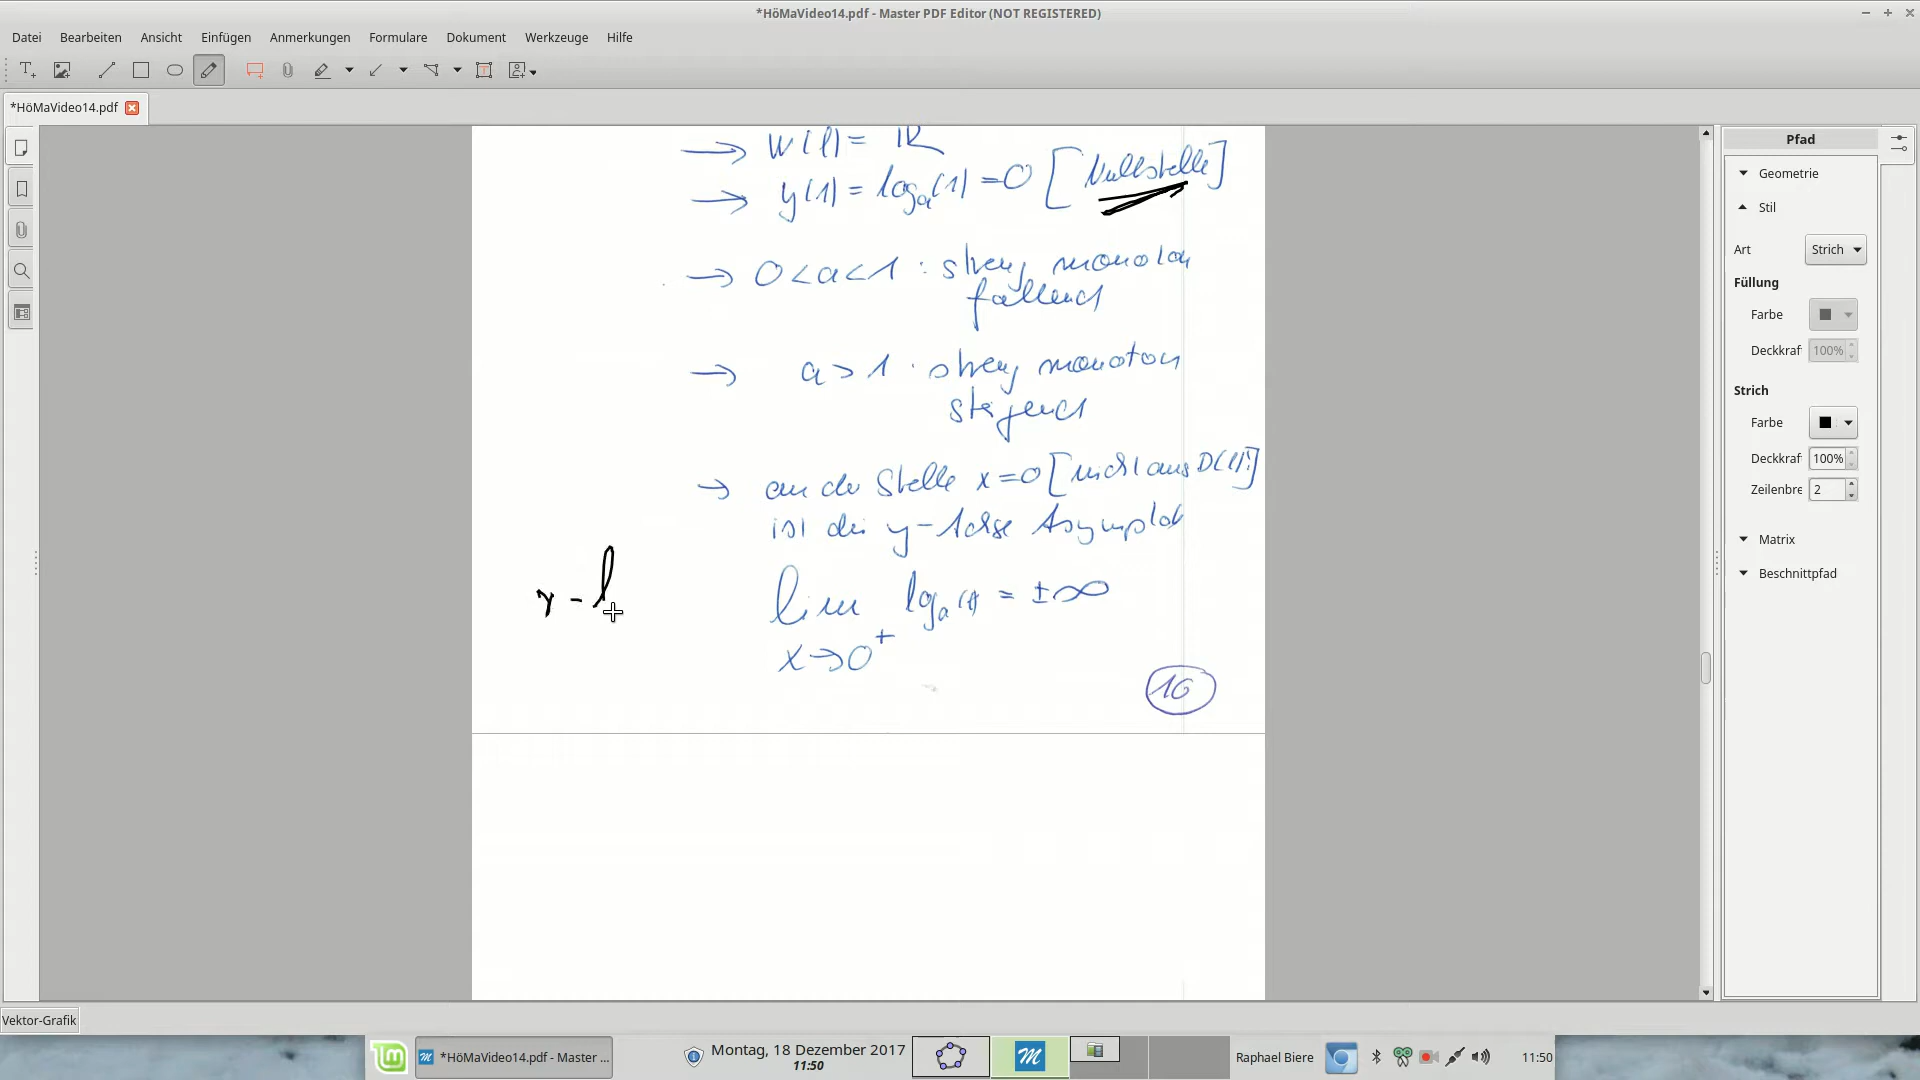 *HöMaVideo14.pdf - Master PDF Editor (NOT REGISTERED)
Datei Bearbeiten Ansicht Einfügen Anmerkungen Formulare Dokument Werkzeuge Hilfe
*HöMaVideo14.pdf
→ W(f) = ℝ
→ y(1) = logₐ(1) = 0 [Nullstelle]
→ 0 < a < 1 : streng monoton
fallend
→ a > 1 : streng monoton
steigend
→ an der Stelle x = 0 [nicht aus D(f)!]
ist die y-Achse Asymptote
lim logₐ(x) = ± ∞
x → 0⁺
16
Pfad
Geometrie
Stil
Art Strich
Füllung
Farbe
Deckkraf 100%
Strich
Farbe
Deckkraf 100%
Zeilenbre 2
Matrix
Beschnittpfad
Vektor-Grafik
*HöMaVideo14.pdf - Master ...
Montag, 18 Dezember 2017
11:50
Raphael Biere
11:50